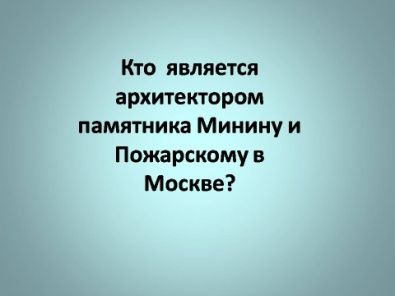 Кто является
архитектором
памятника Минину и
Пожарскому в
Москве?